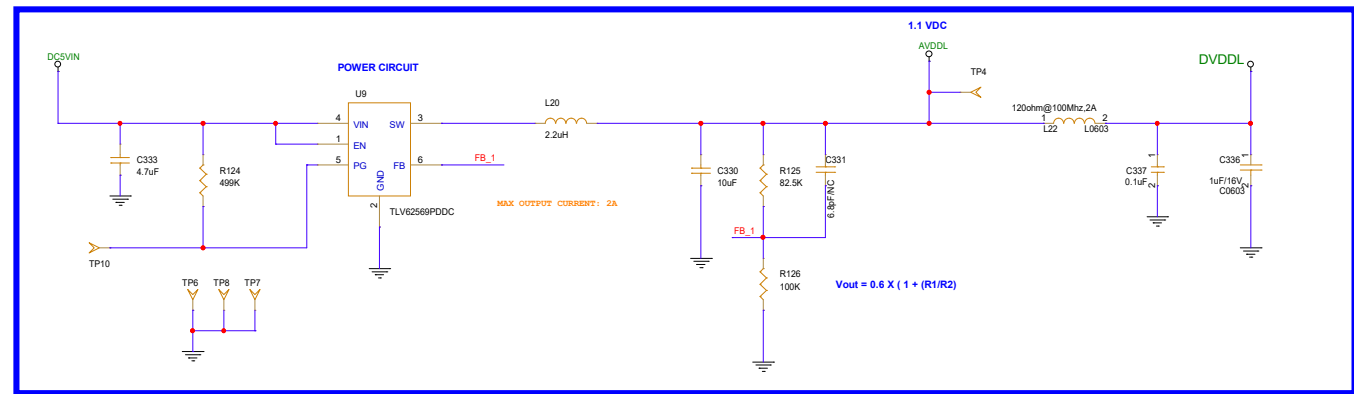 1.1 VDC
DC5VIN
AVDDL
DVDDL
POWER CIRCUIT
TP4
U9
L20
120ohm@100Mhz,2A
4 VIN SW 3
2.2uH
1 2
L22 L0603
1 EN
5 PG FB 6 FB_1
GND
2
TLV62569PDDC
C333
4.7uF
R124
499K
MAX OUTPUT CURRENT: 2A
C330
10uF
R125
82.5K
C331
6.8pF/NC
C337
0.1uF
1
2
C336
1uF/16V
C0603
1
2
FB_1
TP10
TP6 TP8 TP7
R126
100K
Vout = 0.6 X ( 1 + (R1/R2)